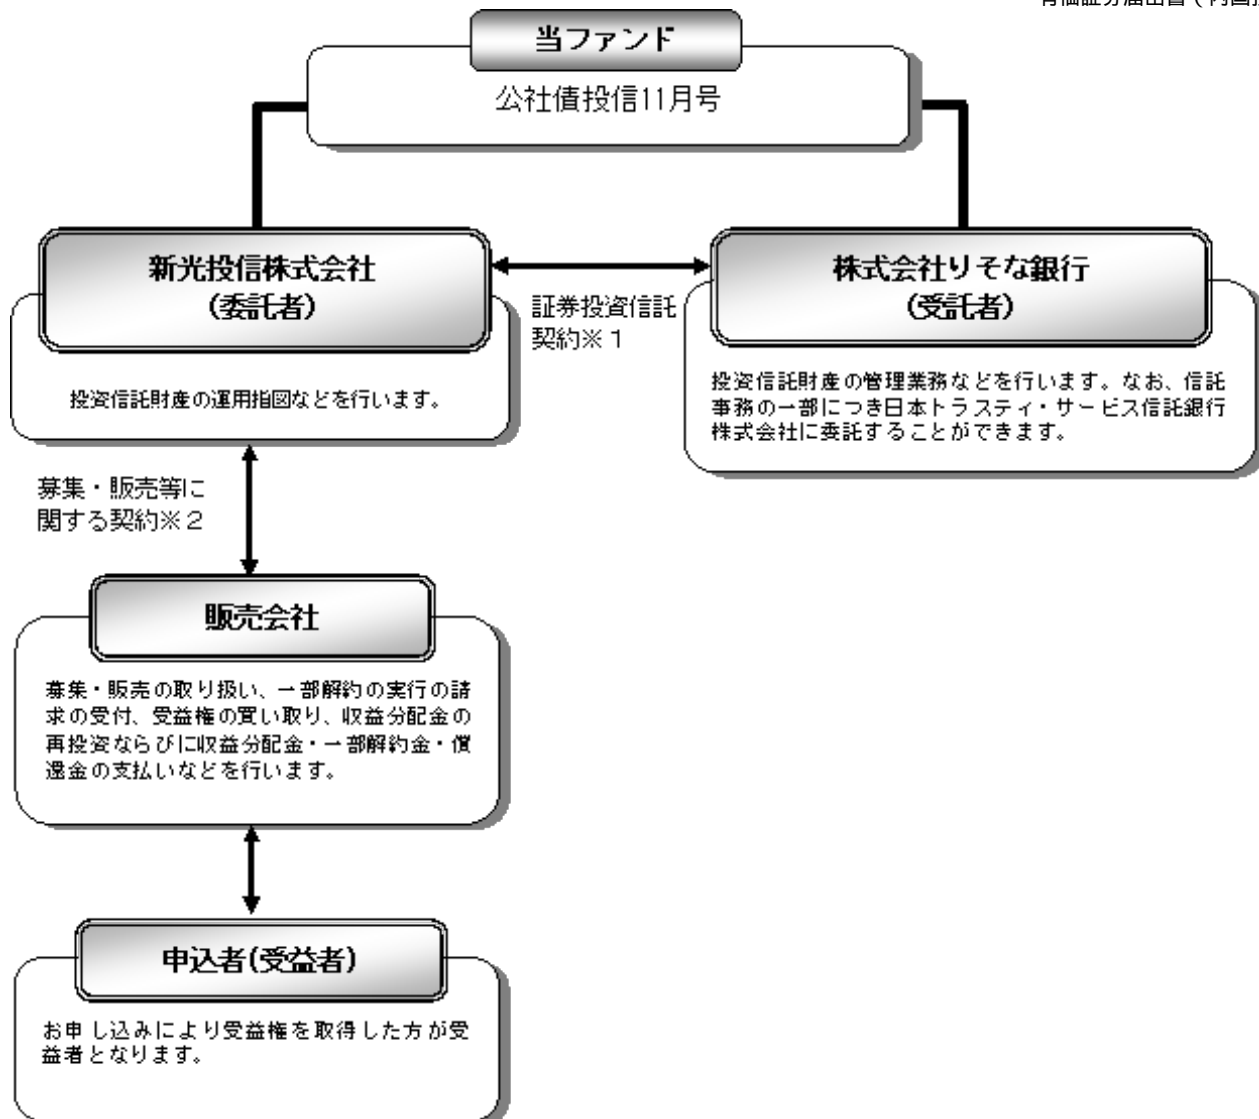 当ファンド
公社債投信11月号
新光投信株式会社
(委託者)
投資信託財産の運用指図などを行います。
証券投資信託
契約※1
株式会社りそな銀行
(受託者)
投資信託財産の管理業務などを行います。なお、信託
事務の一部につき日本トラスティ・サービス信託銀行
株式会社に委託することができます。
募集・販売等に
関する契約※2
販売会社
募集・販売の取り扱い、一部解約の実行の請
求の受付、受益権の買い取り、収益分配金の
再投資ならびに収益分配金・一部解約金・償
還金の支払いなどを行います。
申込者(受益者)
お申し込みにより受益権を取得した方が受
益者となります。